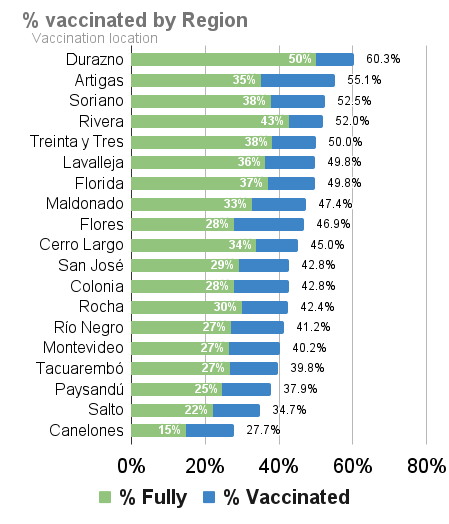 % vaccinated by Region
Vaccination location
Durazno 50% 60.3%
Artigas 35% 55.1%
Soriano 38% 52.5%
Rivera 43% 52.0%
Treinta y Tres 38% 50.0%
Lavalleja 36% 49.8%
Florida 37% 49.8%
Maldonado 33% 47.4%
Flores 28% 46.9%
Cerro Largo 34% 45.0%
San José 29% 42.8%
Colonia 28% 42.8%
Rocha 30% 42.4%
Río Negro 27% 41.2%
Montevideo 27% 40.2%
Tacuarembó 27% 39.8%
Paysandú 25% 37.9%
Salto 22% 34.7%
Canelones 15% 27.7%
0% 20% 40% 60% 80%
% Fully % Vaccinated